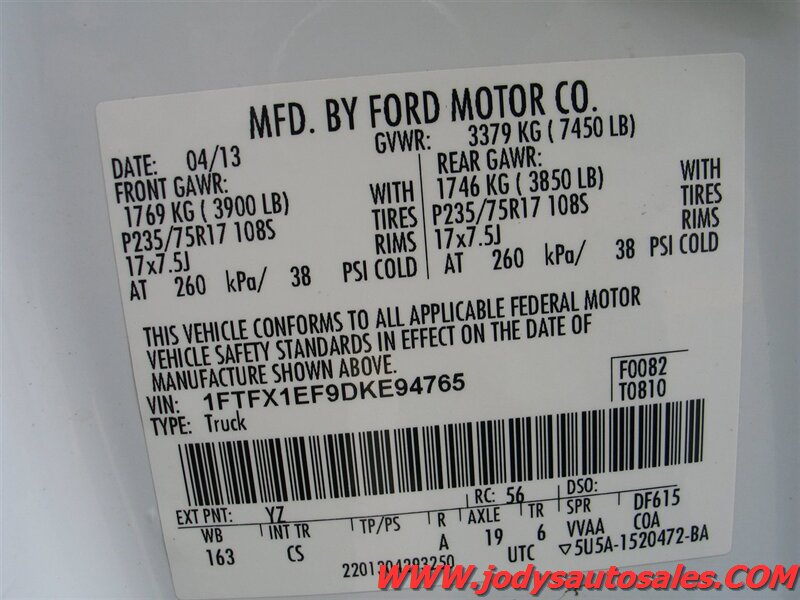 MFD. BY FORD MOTOR CO.
DATE: 04/13 GVWR: 3379 KG ( 7450 LB)
FRONT GAWR: REAR GAWR:
1769 KG ( 3900 LB) WITH 1746 KG ( 3850 LB) WITH
P235/75R17 108S TIRES P235/75R17 108S TIRES
17x7.5J RIMS 17x7.5J RIMS
AT 260 kPa/ 38 PSI COLD AT 260 kPa/ 38 PSI COLD
THIS VEHICLE CONFORMS TO ALL APPLICABLE FEDERAL MOTOR
VEHICLE SAFETY STANDARDS IN EFFECT ON THE DATE OF
MANUFACTURE SHOWN ABOVE.
VIN: 1FTFX1EF9DKE94765 F0082
TYPE: Truck T0810
EXT PNT: YZ RC: 56 DSO:
WB INT TR TP/PS R AXLE TR SPR DF615
163 CS A 19 6 VVAA COA
2201304293250 UTC ▽5U5A-1520472-BA
www.jodysautosales.com